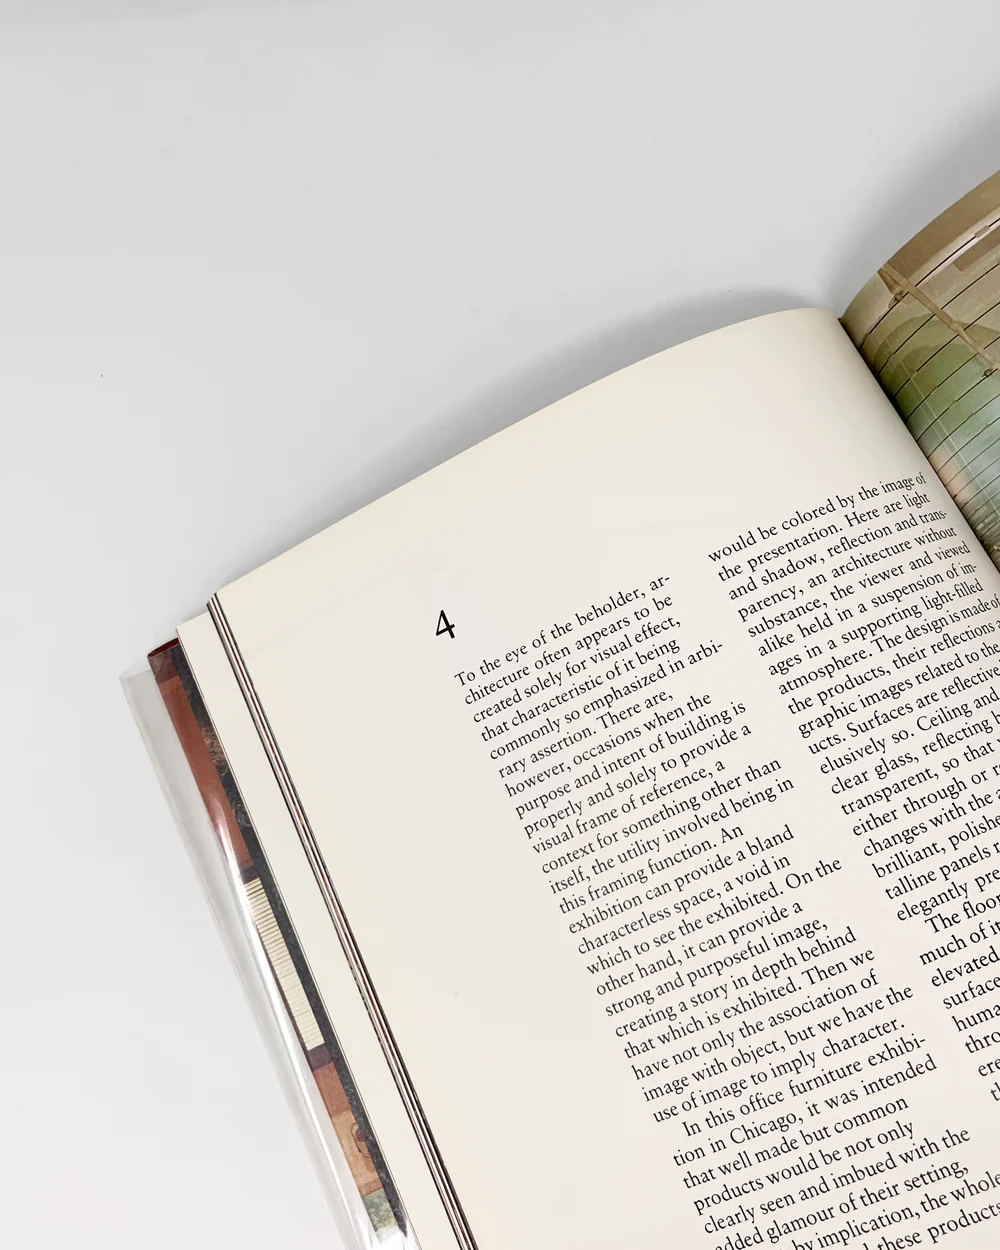 4
To the eye of the beholder, ar-
chitecture often appears to be
created solely for visual effect,
that characteristic of it being
commonly so emphasized in arbi-
rary assertion. There are,
however, occasions when the
purpose and intent of building is
properly and solely to provide a
visual frame of reference, a
context for something other than
itself, the utility involved being in
this framing function. An
exhibition can provide a bland
characterless space, a void in
which to see the exhibited. On the
other hand, it can provide a
strong and purposeful image,
creating a story in depth behind
that which is exhibited. Then we
have not only the association of
image with object, but we have the
use of image to imply character.
In this office furniture exhibi-
tion in Chicago, it was intended
that well made but common
products would be not only
clearly seen and imbued with the
added glamour of their setting,
by implication, the whole
these products
would be colored by the image of
the presentation. Here are light
and shadow, reflection and trans-
parency, an architecture without
substance, the viewer and viewed
alike held in a suspension of im-
ages in a supporting light-filled
atmosphere. The design is made of
the products, their reflections
graphic images related to the
ucts. Surfaces are reflective
elusively so. Ceiling and
clear glass, reflecting
transparent, so that
either through or
changes with the
brilliant, polished
talline panels
elegantly
The floor
much of it
elevated
surface